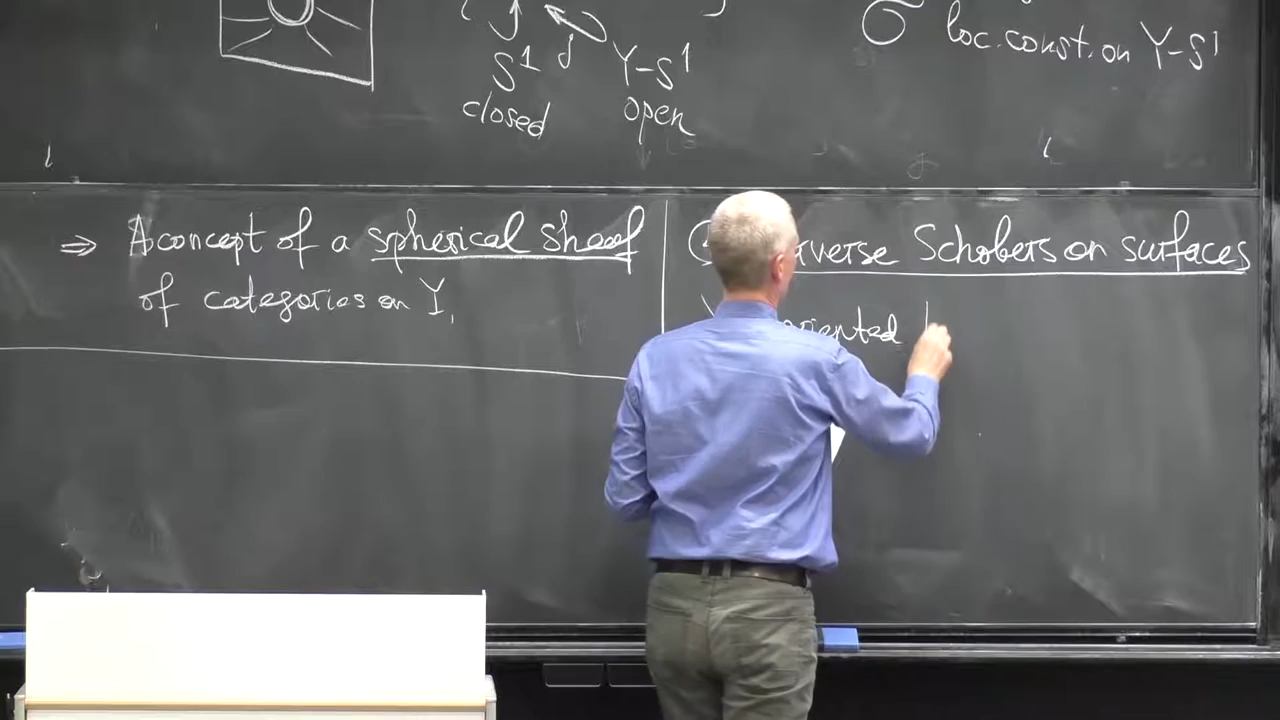 S¹ j Y-S¹
closed open
σ loc. const. on Y-S¹
⇒ A concept of a spherical sheaf
of categories on Y.
Schobers on surfaces
oriented